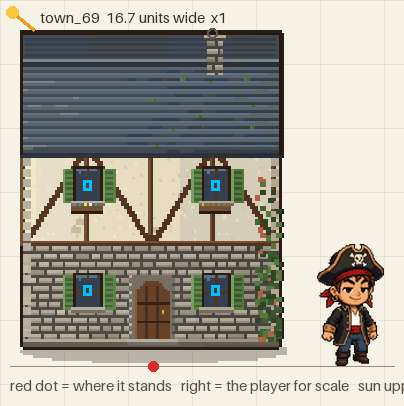 town_69 16.7 units wide x1
red dot = where it stands right = the player for scale sun upp